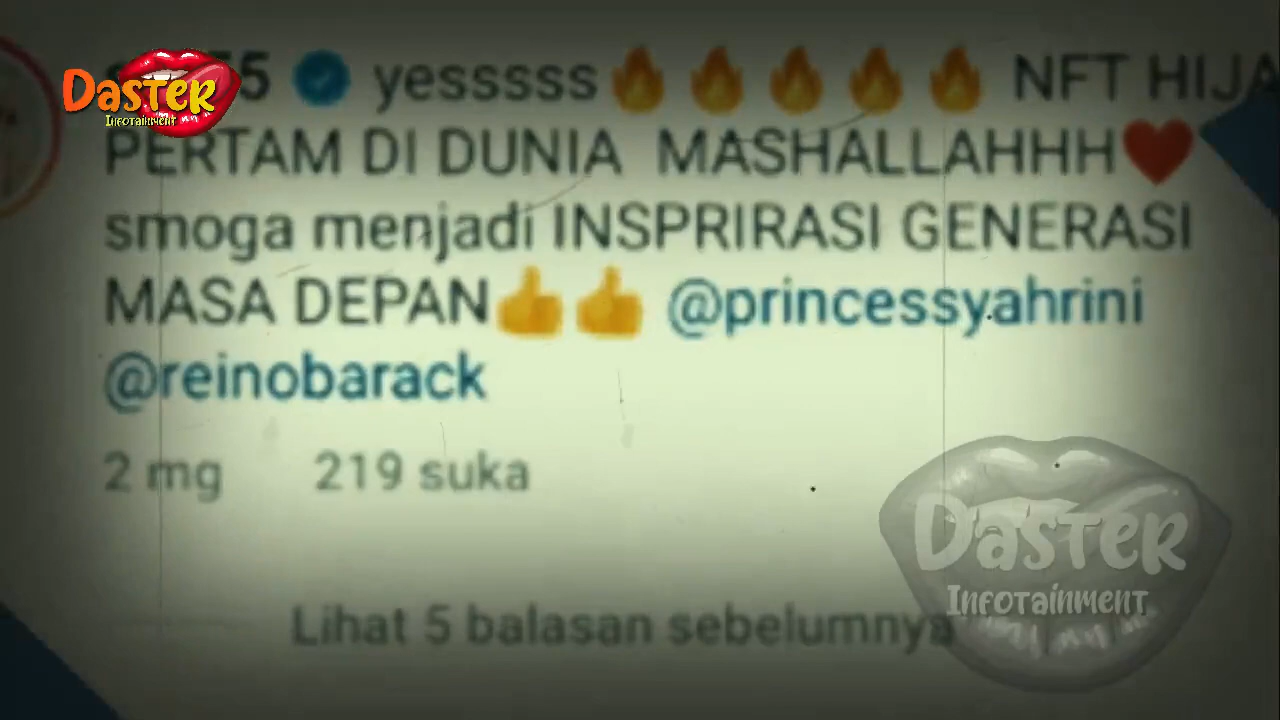 DASTER
INFOTAINMENT
55 yesssss🔥🔥🔥🔥🔥 NFT HIJA
PERTAM DI DUNIA MASHALLAHHH❤️
smoga menjadi INSPRIRASI GENERASI
MASA DEPAN👍👍 @princessyahrini
@reinobarack
2 mg 219 suka
DASTER
INFOTAINMENT
Lihat 5 balasan sebelumnya